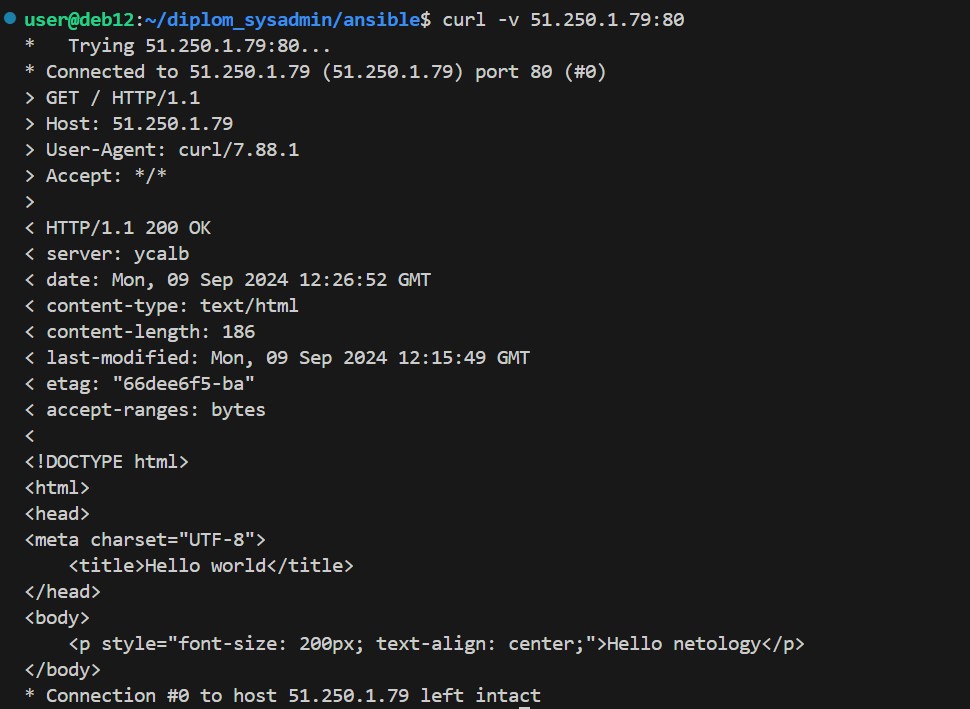 user@deb12:~/diplom_sysadmin/ansible$ curl -v 51.250.1.79:80
*   Trying 51.250.1.79:80...
* Connected to 51.250.1.79 (51.250.1.79) port 80 (#0)
> GET / HTTP/1.1
> Host: 51.250.1.79
> User-Agent: curl/7.88.1
> Accept: */*
>
< HTTP/1.1 200 OK
< server: ycalb
< date: Mon, 09 Sep 2024 12:26:52 GMT
< content-type: text/html
< content-length: 186
< last-modified: Mon, 09 Sep 2024 12:15:49 GMT
< etag: "66dee6f5-ba"
< accept-ranges: bytes
<
<!DOCTYPE html>
<html>
<head>
<meta charset="UTF-8">
    <title>Hello world</title>
</head>
<body>
    <p style="font-size: 200px; text-align: center;">Hello netology</p>
</body>
* Connection #0 to host 51.250.1.79 left intact